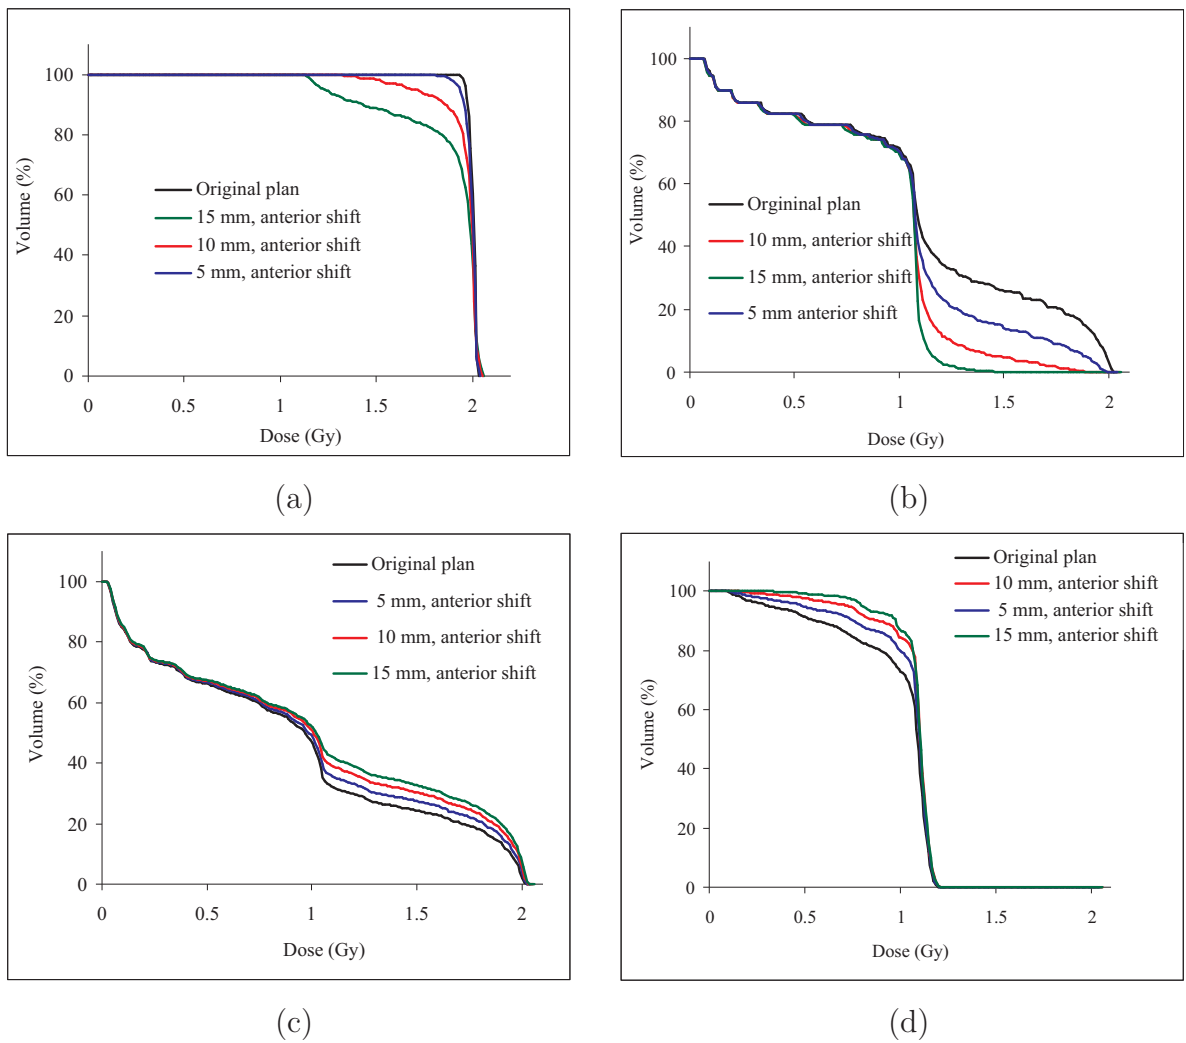 100
80
60
40
20
0
Volume (%)
Original plan
15 mm, anterior shift
10 mm, anterior shift
5 mm, anterior shift
0 0.5 1 1.5 2
Dose (Gy)
(a)
100
80
60
40
20
0
Volume (%)
Orgininal plan
10 mm, anterior shift
15 mm, anterior shift
5 mm anterior shift
0 0.5 1 1.5 2
Dose (Gy)
(b)
100
80
60
40
20
0
Volume (%)
Original plan
5 mm, anterior shift
10 mm, anterior shift
15 mm, anterior shift
0 0.5 1 1.5 2
Dose (Gy)
(c)
100
80
60
40
20
0
Volume (%)
Original plan
10 mm, anterior shift
5 mm, anterior shift
15 mm, anterior shift
0 0.5 1 1.5 2
Dose (Gy)
(d)